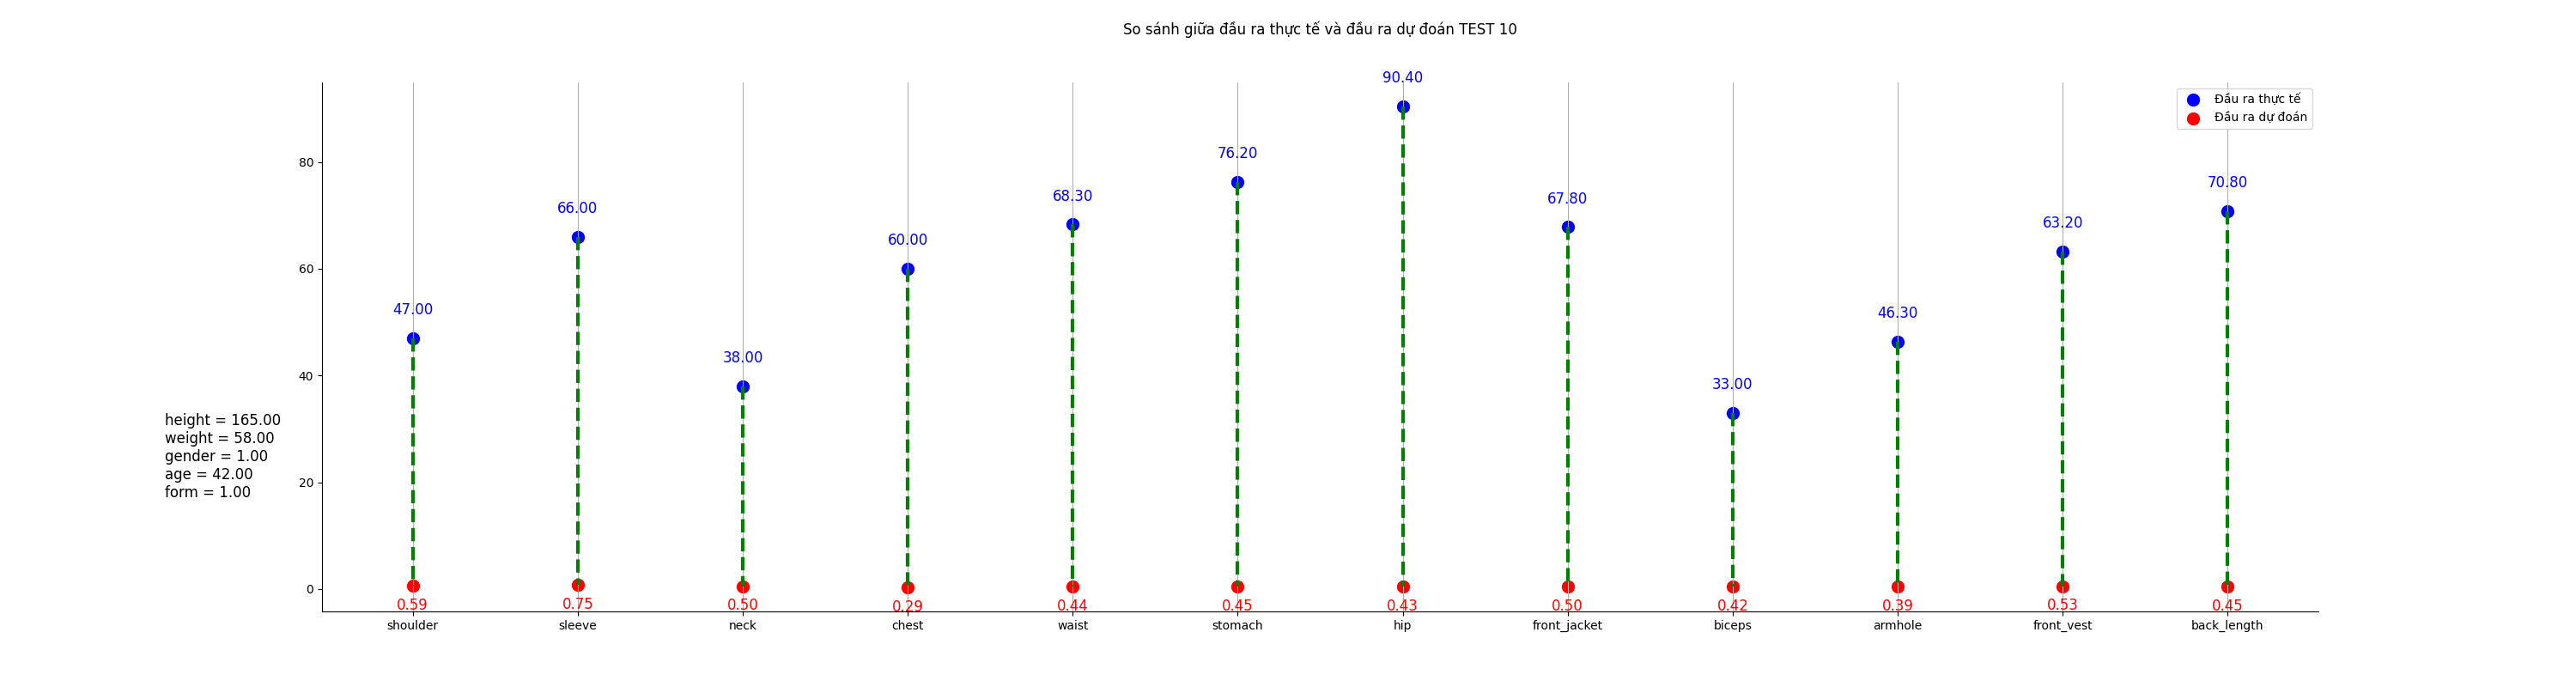 So sánh giữa đầu ra thực tế và đầu ra dự đoán TEST 10
90.40
Đầu ra thực tế
Đầu ra dự đoán
80
76.20
70.80
68.30
67.80
66.00
63.20
60.00
60
47.00
46.30
40
38.00
33.00
height = 165.00
weight = 58.00
gender = 1.00
age = 42.00
form = 1.00
20
0
0.59 0.75 0.50 0.29 0.44 0.45 0.43 0.50 0.42 0.39 0.53 0.45
shoulder sleeve neck chest waist stomach hip front_jacket biceps armhole front_vest back_length